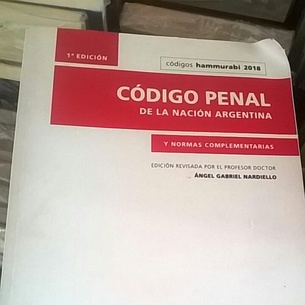 1ª EDICIÓN
códigos hammurabi 2018
CÓDIGO PENAL
DE LA NACIÓN ARGENTINA
Y NORMAS COMPLEMENTARIAS
EDICIÓN REVISADA POR EL PROFESOR DOCTOR
ÁNGEL GABRIEL NARDIELLO